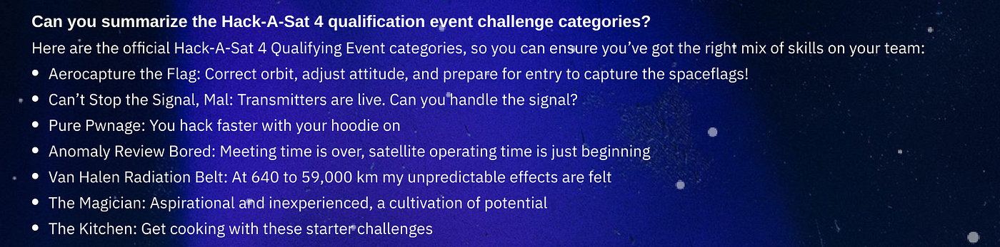 Can you summarize the Hack-A-Sat 4 qualification event challenge categories?
Here are the official Hack-A-Sat 4 Qualifying Event categories, so you can ensure you’ve got the right mix of skills on your team:
• Aerocapture the Flag: Correct orbit, adjust attitude, and prepare for entry to capture the spaceflags!
• Can’t Stop the Signal, Mal: Transmitters are live. Can you handle the signal?
• Pure Pwnage: You hack faster with your hoodie on
• Anomaly Review Bored: Meeting time is over, satellite operating time is just beginning
• Van Halen Radiation Belt: At 640 to 59,000 km my unpredictable effects are felt
• The Magician: Aspirational and inexperienced, a cultivation of potential
• The Kitchen: Get cooking with these starter challenges